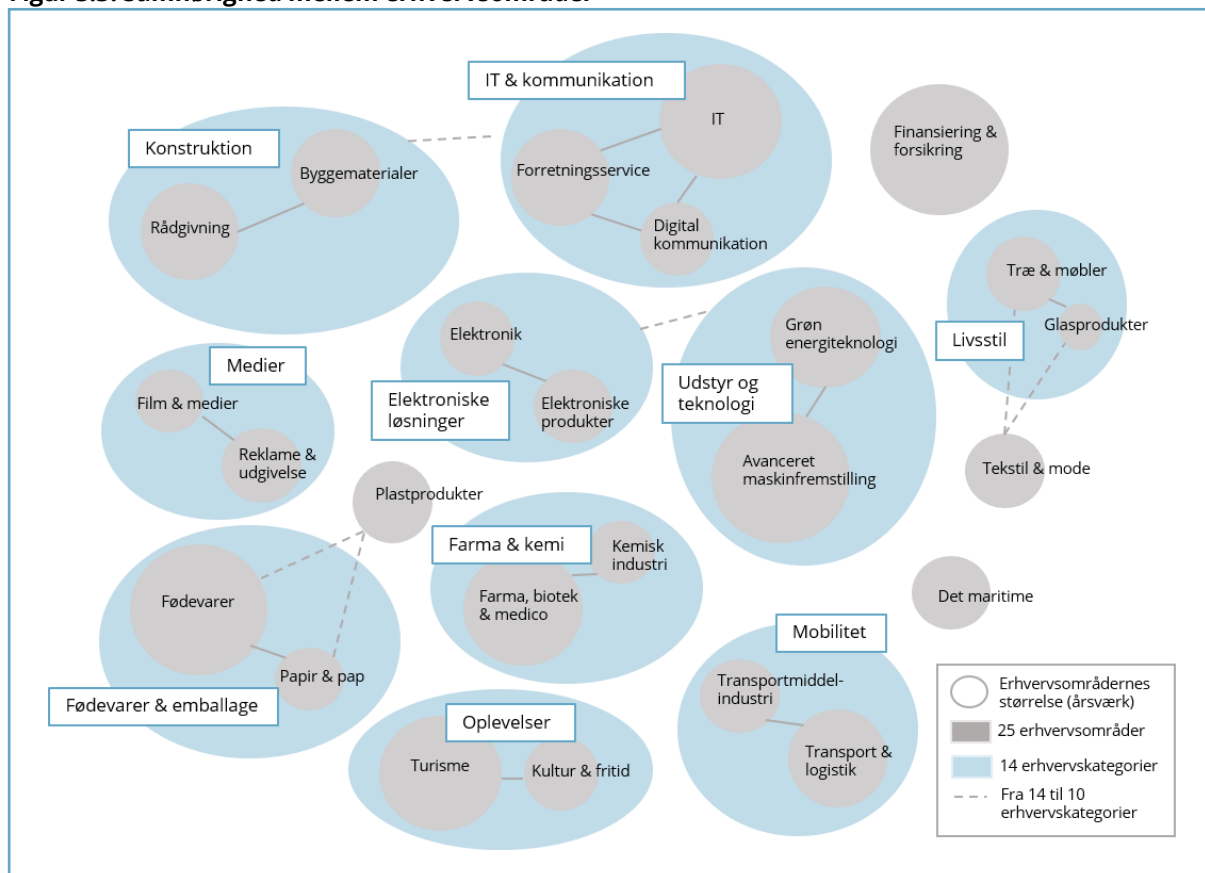 IT & kommunikation
IT
Forretningsservice
Digital
kommunikation
Konstruktion
Byggematerialer
Rådgivning
Finansiering &
forsikring
Træ & møbler
Glasprodukter
Livsstil
Tekstil & mode
Elektronik
Elektroniske
løsninger
Elektroniske
produkter
Grøn
energiteknologi
Udstyr og
teknologi
Avanceret
maskinfremstilling
Medier
Film & medier
Reklame &
udgivelse
Plastprodukter
Farma & kemi
Kemisk
industri
Farma, biotek
& medico
Fødevarer
Papir & pap
Fødevarer & emballage
Det maritime
Mobilitet
Transportmiddel-
industri
Transport &
logistik
Oplevelser
Turisme
Kultur & fritid
Erhvervsområdernes
størrelse (årsværk)
25 erhvervsområder
14 erhvervskategorier
Fra 14 til 10
erhvervskategorier